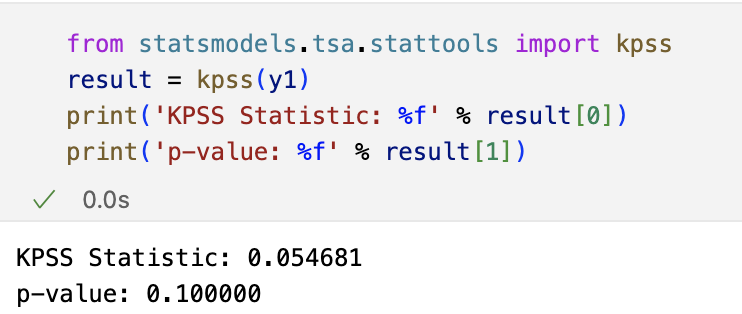 from statsmodels.tsa.stattools import kpss
result = kpss(y1)
print('KPSS Statistic: %f' % result[0])
print('p-value: %f' % result[1])
0.0s
KPSS Statistic: 0.054681
p-value: 0.100000